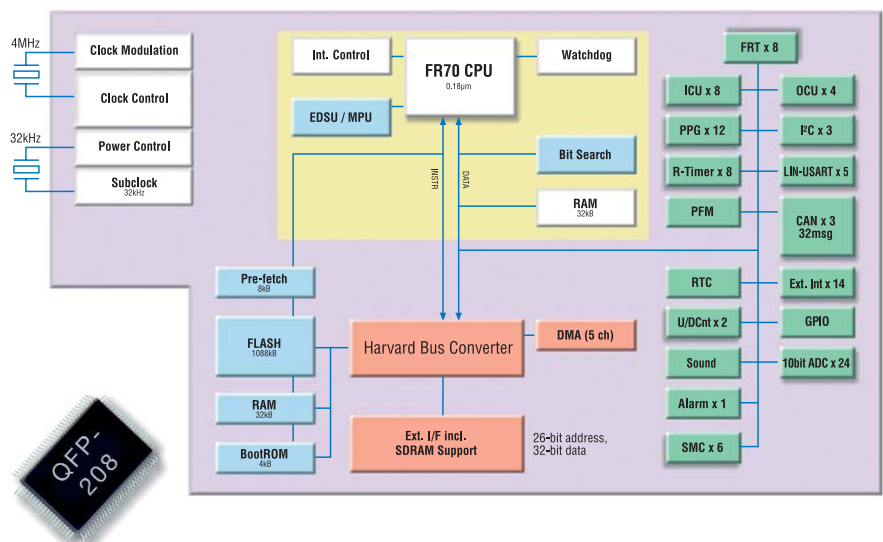 4MHz
Clock Modulation
Clock Control
32kHz
Power Control
Subclock
32kHz
Int. Control
FR70 CPU
0.18µm
Watchdog
EDSU / MPU
Bit Search
INSTR
DATA
RAM
32kB
Pre-fetch
8kB
FLASH
1088kB
RAM
32kB
BootROM
4kB
Harvard Bus Converter
DMA (5 ch)
Ext. I/F incl.
SDRAM Support
26-bit address,
32-bit data
FRT x 8
ICU x 8
OCU x 4
PPG x 12
I²C x 3
R-Timer x 8
LIN-USART x 5
PFM
CAN x 3
32msg
RTC
Ext. Int x 14
U/DCnt x 2
GPIO
Sound
10bit ADC x 24
Alarm x 1
SMC x 6
QFP-
208